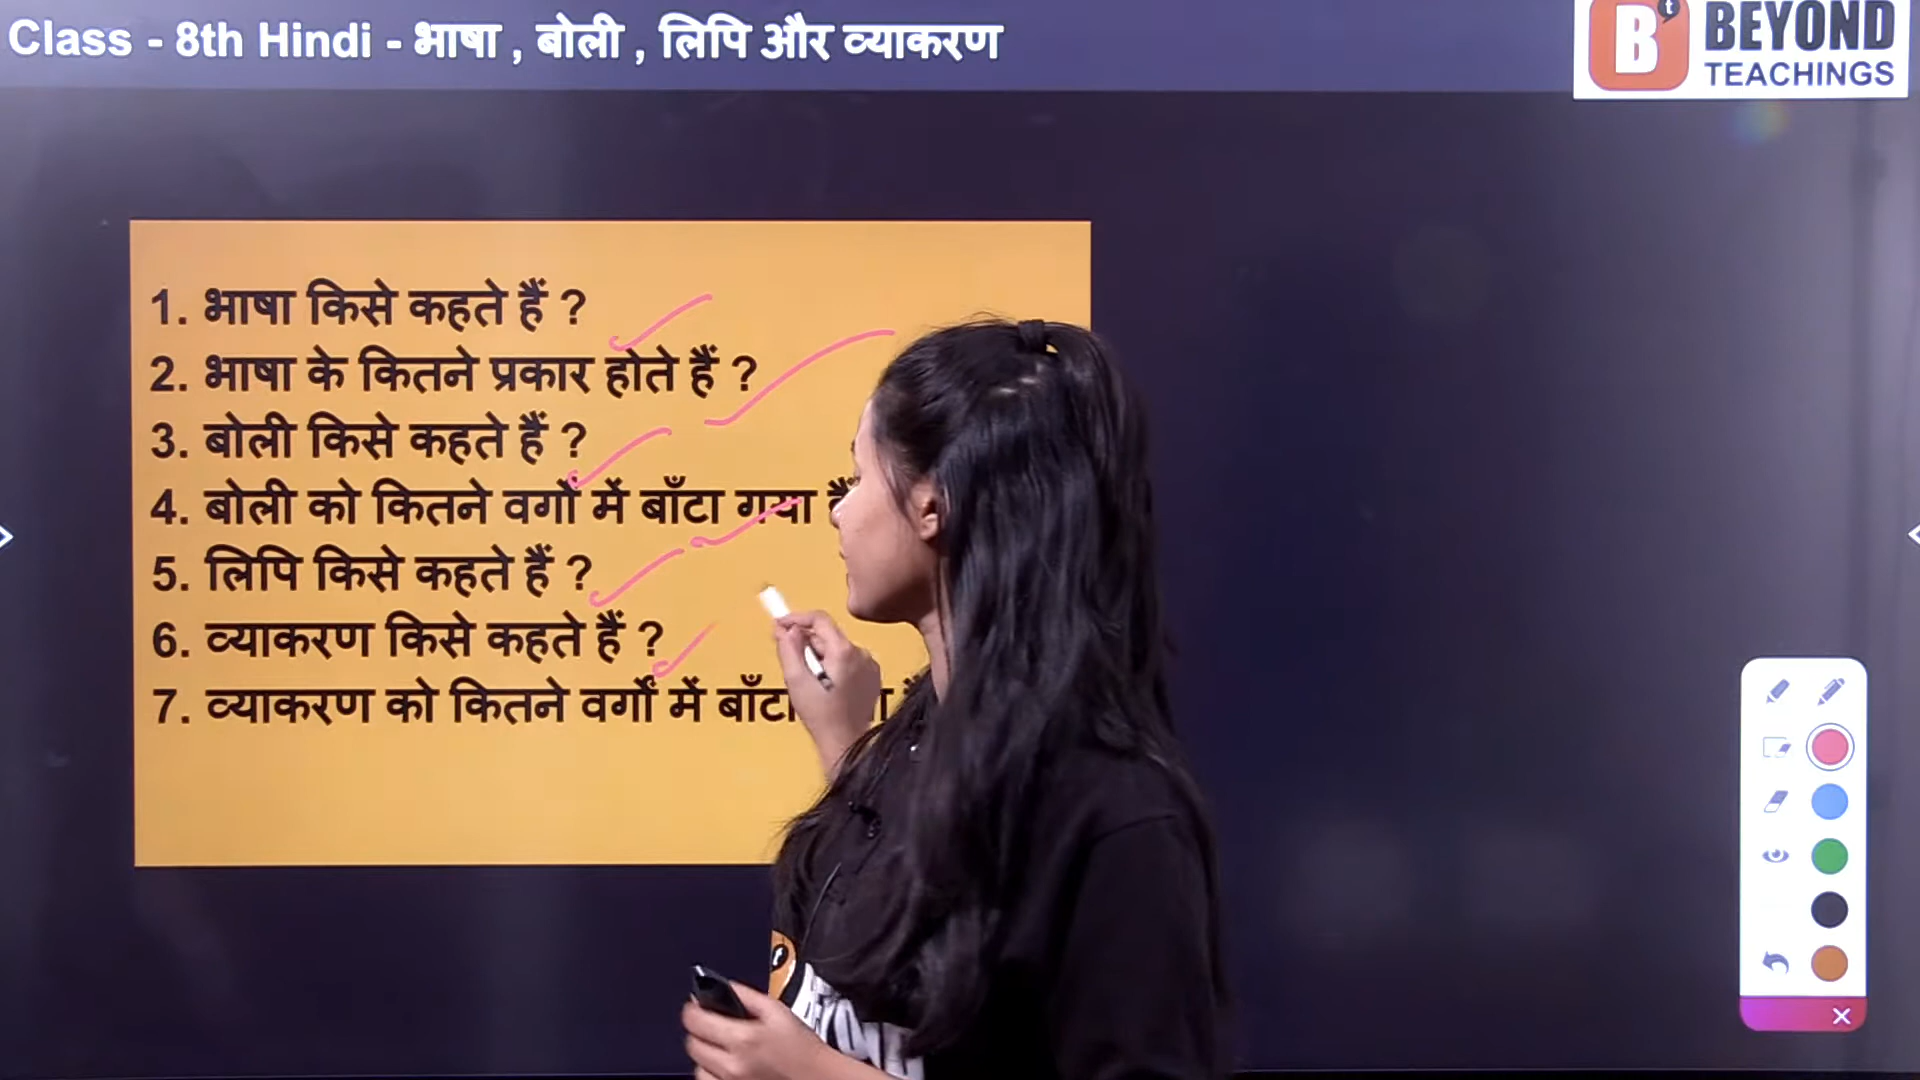 Class - 8th Hindi - भाषा , बोली , लिपि और व्याकरण
B t BEYOND
TEACHINGS
1. भाषा किसे कहते हैं ?
2. भाषा के कितने प्रकार होते हैं ?
3. बोली किसे कहते हैं ?
4. बोली को कितने वर्गों में बाँटा गया
5. लिपि किसे कहते हैं ?
6. व्याकरण किसे कहते हैं ?
7. व्याकरण को कितने वर्गों में बाँटा